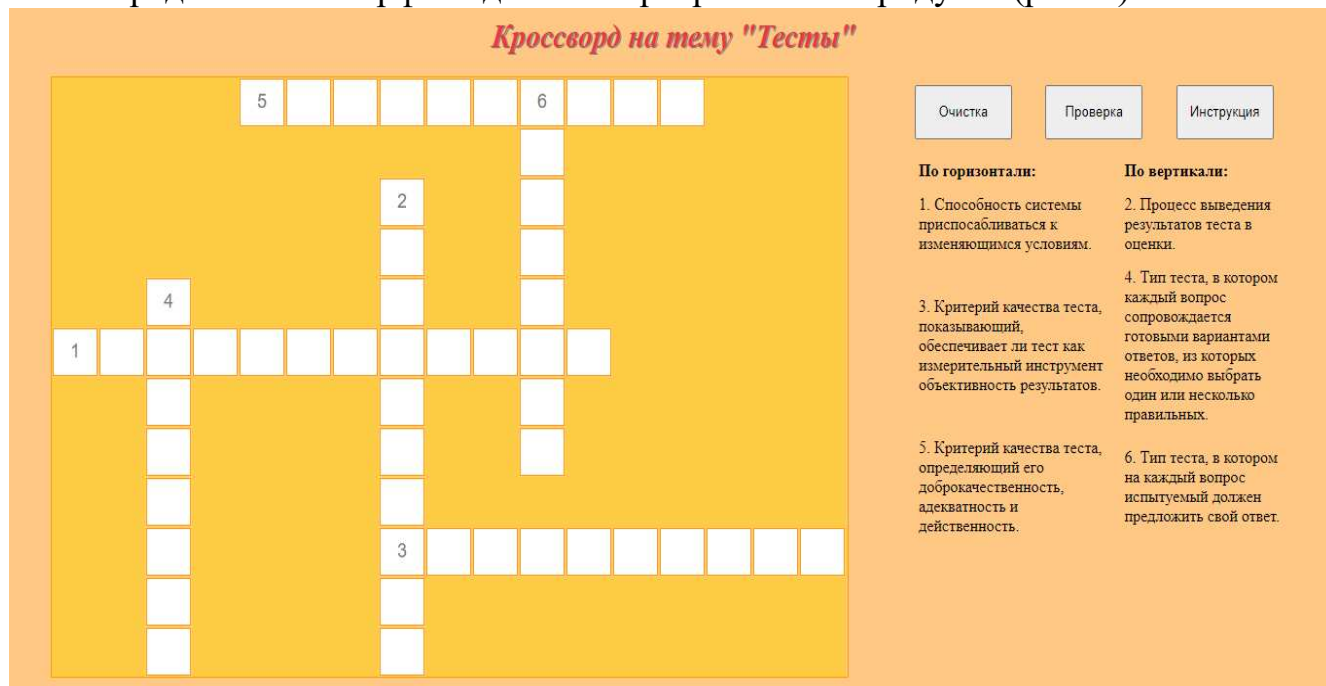 Кроссворд на тему "Тесты"
5
6
2
4
1
3
Очистка
Проверка
Инструкция
По горизонтали:
1. Способность системы
приспосабливаться к
изменяющимся условиям.
3. Критерий качества теста,
показывающий,
обеспечивает ли тест как
измерительный инструмент
объективность результатов.
5. Критерий качества теста,
определяющий его
доброкачественность,
адекватность и
действенность.
По вертикали:
2. Процесс выведения
результатов теста в
оценки.
4. Тип теста, в котором
каждый вопрос
сопровождается
готовыми вариантами
ответов, из которых
необходимо выбрать
один или несколько
правильных.
6. Тип теста, в котором
на каждый вопрос
испытуемый должен
предложить свой ответ.